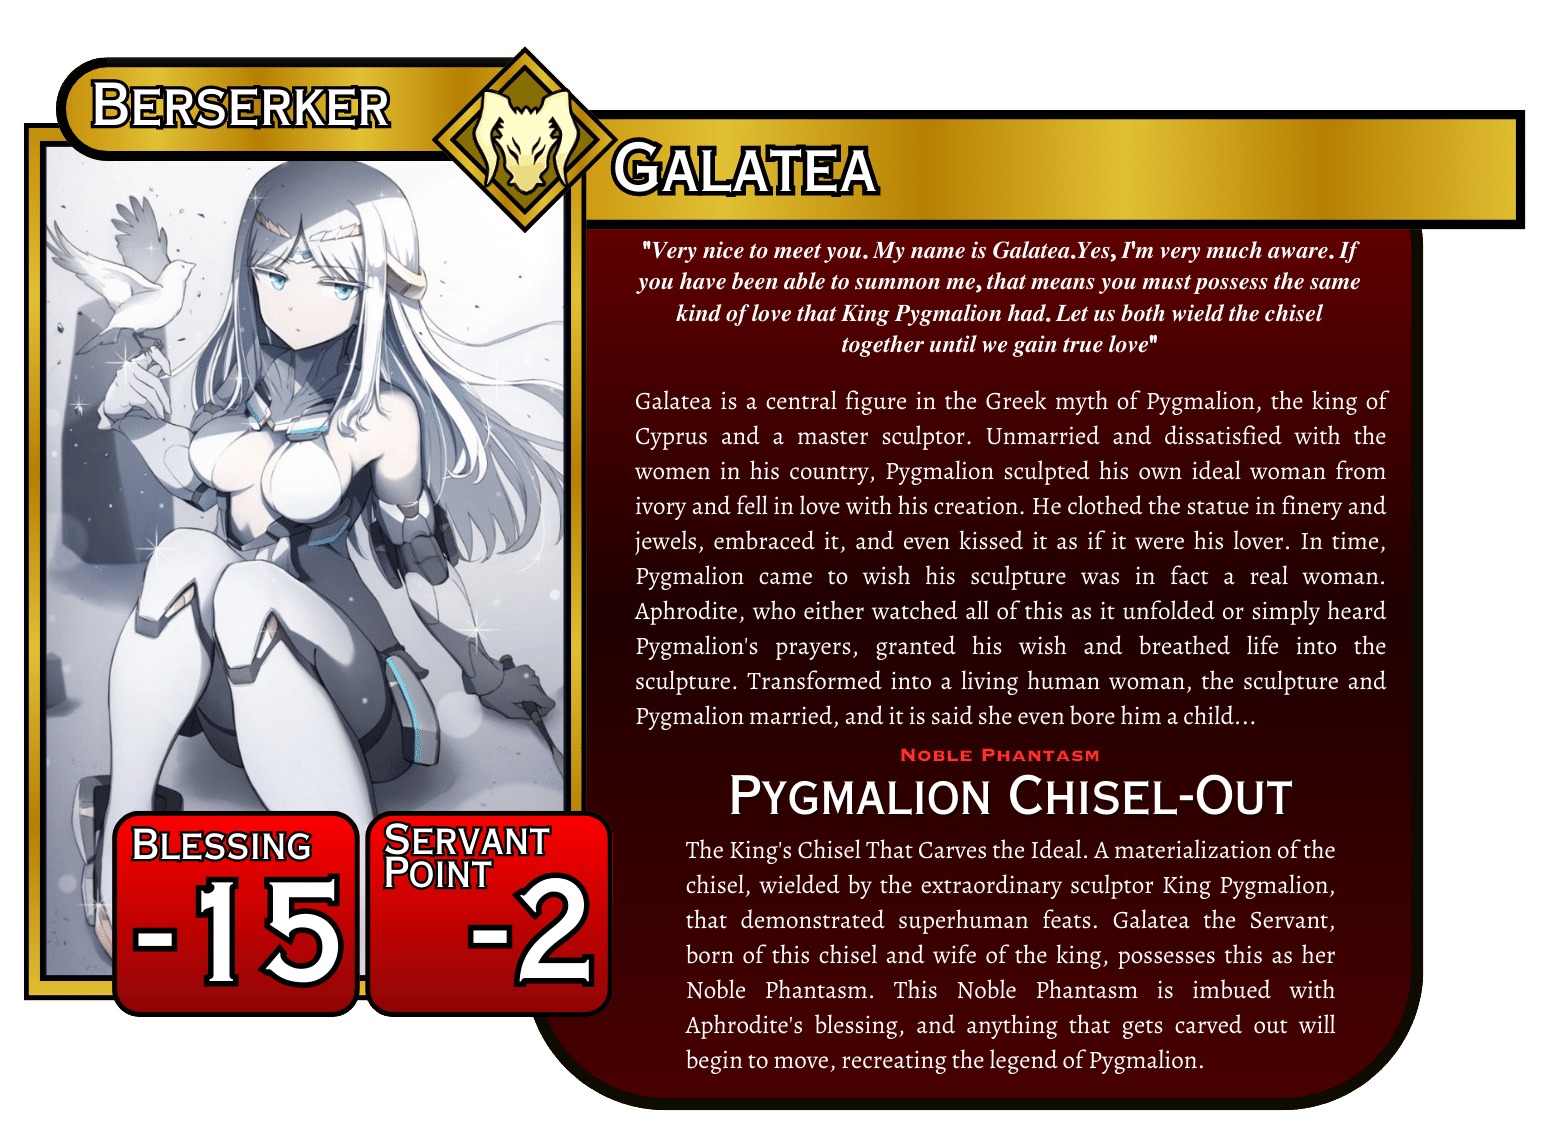 Berserker
Galatea
"Very nice to meet you. My name is Galatea.Yes, I'm very much aware. If
you have been able to summon me, that means you must possess the same
kind of love that King Pygmalion had. Let us both wield the chisel
together until we gain true love"
Galatea is a central figure in the Greek myth of Pygmalion, the king of
Cyprus and a master sculptor. Unmarried and dissatisfied with the
women in his country, Pygmalion sculpted his own ideal woman from
ivory and fell in love with his creation. He clothed the statue in finery and
jewels, embraced it, and even kissed it as if it were his lover. In time,
Pygmalion came to wish his sculpture was in fact a real woman.
Aphrodite, who either watched all of this as it unfolded or simply heard
Pygmalion's prayers, granted his wish and breathed life into the
sculpture. Transformed into a living human woman, the sculpture and
Pygmalion married, and it is said she even bore him a child...
Noble Phantasm
Pygmalion Chisel-Out
The King's Chisel That Carves the Ideal. A materialization of the
chisel, wielded by the extraordinary sculptor King Pygmalion,
that demonstrated superhuman feats. Galatea the Servant,
born of this chisel and wife of the king, possesses this as her
Noble Phantasm. This Noble Phantasm is imbued with
Aphrodite's blessing, and anything that gets carved out will
begin to move, recreating the legend of Pygmalion.
Blessing
-15
Servant
Point
-2